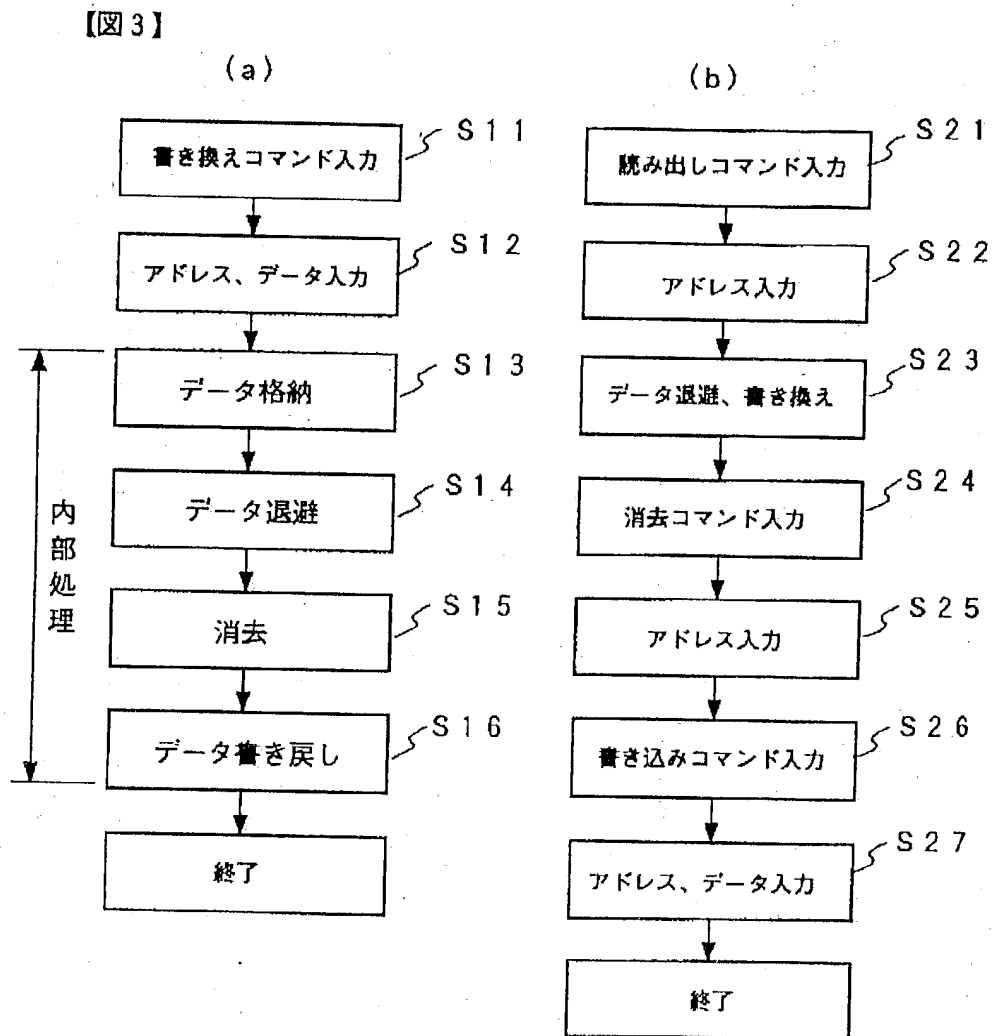 【図3】
(a)
書き換えコマンド入力
S11
アドレス、データ入力
S12
データ格納
S13
データ退避
S14
消去
S15
データ書き戻し
S16
終了
内部処理
(b)
読み出しコマンド入力
S21
アドレス入力
S22
データ退避、書き換え
S23
消去コマンド入力
S24
アドレス入力
S25
書き込みコマンド入力
S26
アドレス、データ入力
S27
終了